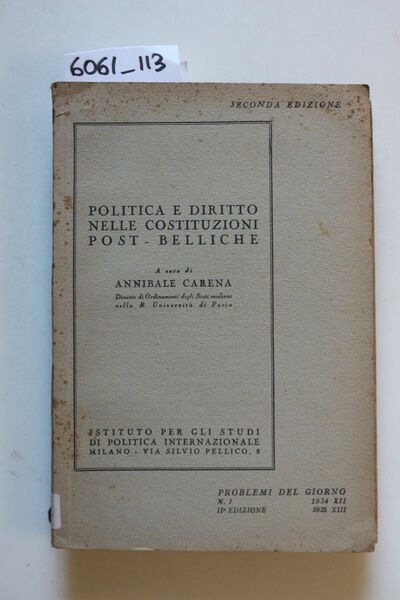 6061_113
SECONDA EDIZIONE
POLITICA E DIRITTO
NELLE COSTITUZIONI
POST - BELLICHE
A cura di
ANNIBALE CARENA
Docente di Ordinamenti degli Stati moderni
nella R. Università di Pavia
ISTITUTO PER GLI STUDI
DI POLITICA INTERNAZIONALE
MILANO - VIA SILVIO PELLICO, 8
PROBLEMI DEL GIORNO
N. 1 1934 XII
IIª EDIZIONE 1935 XIII